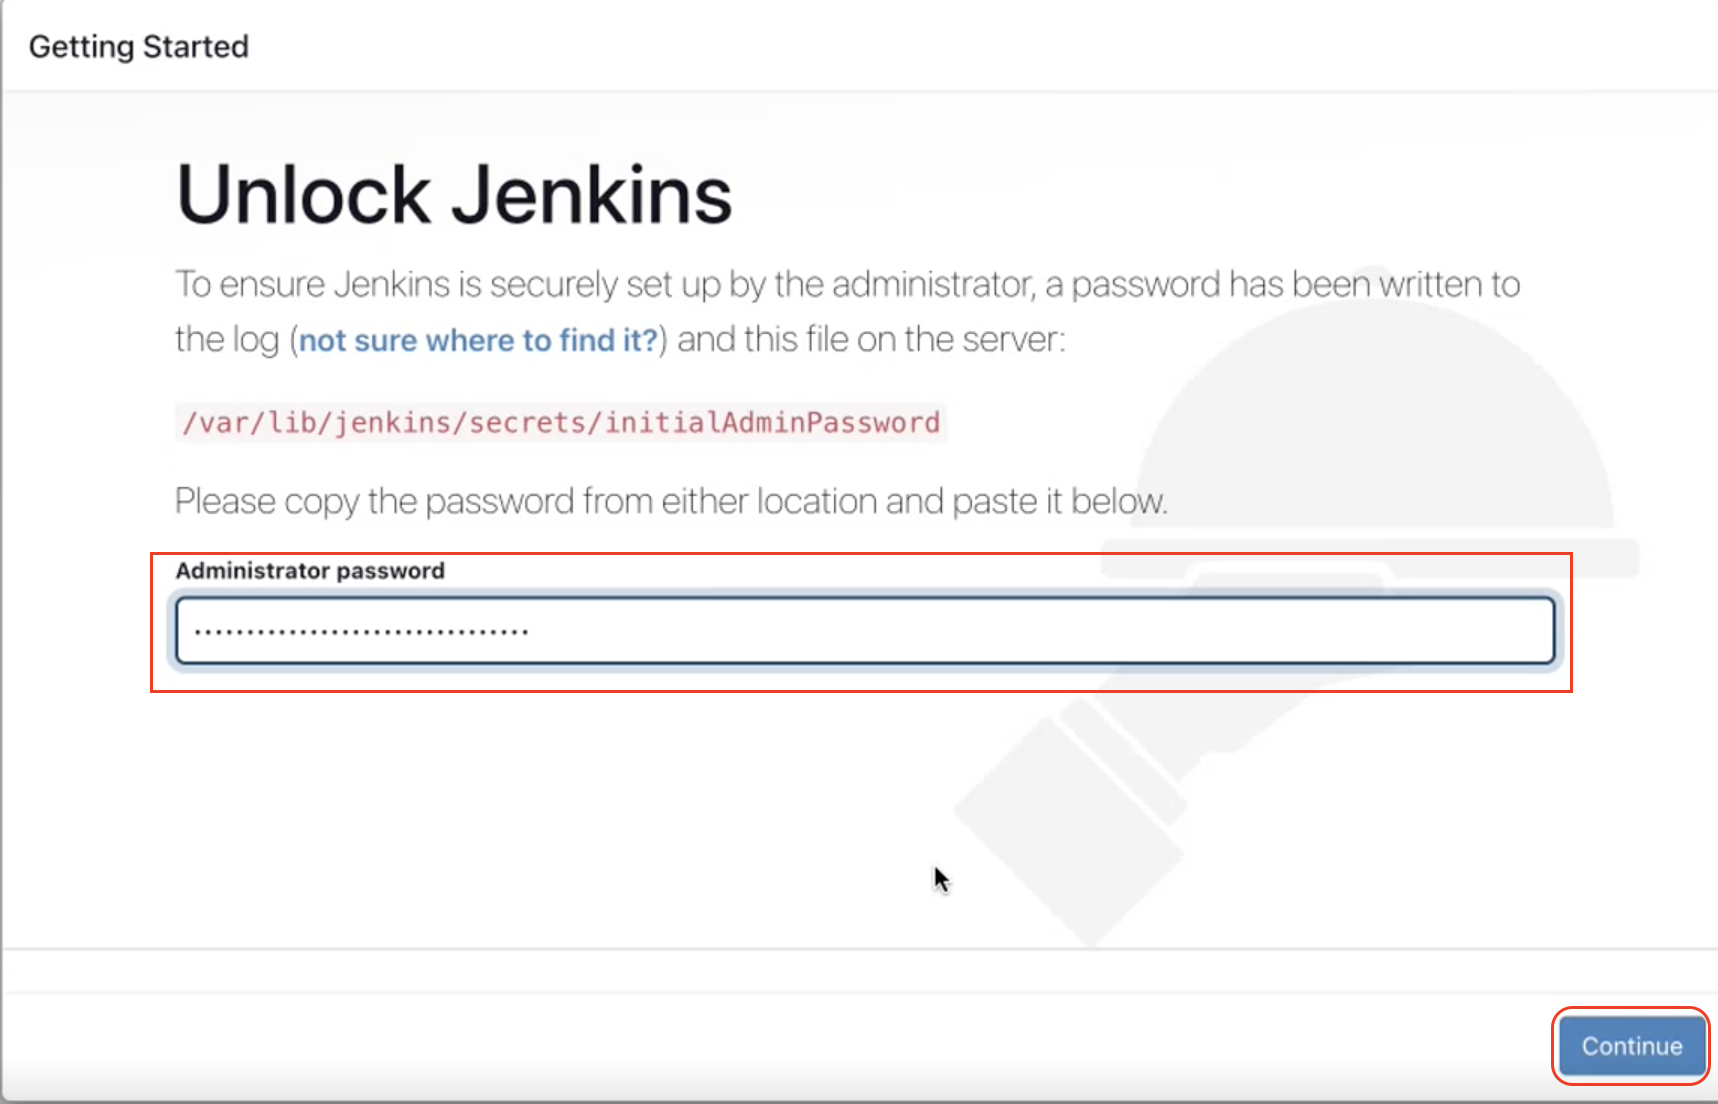 Getting Started
Unlock Jenkins
To ensure Jenkins is securely set up by the administrator, a password has been written to
the log (not sure where to find it?) and this file on the server:
/var/lib/jenkins/secrets/initialAdminPassword
Please copy the password from either location and paste it below.
Administrator password
································
Continue